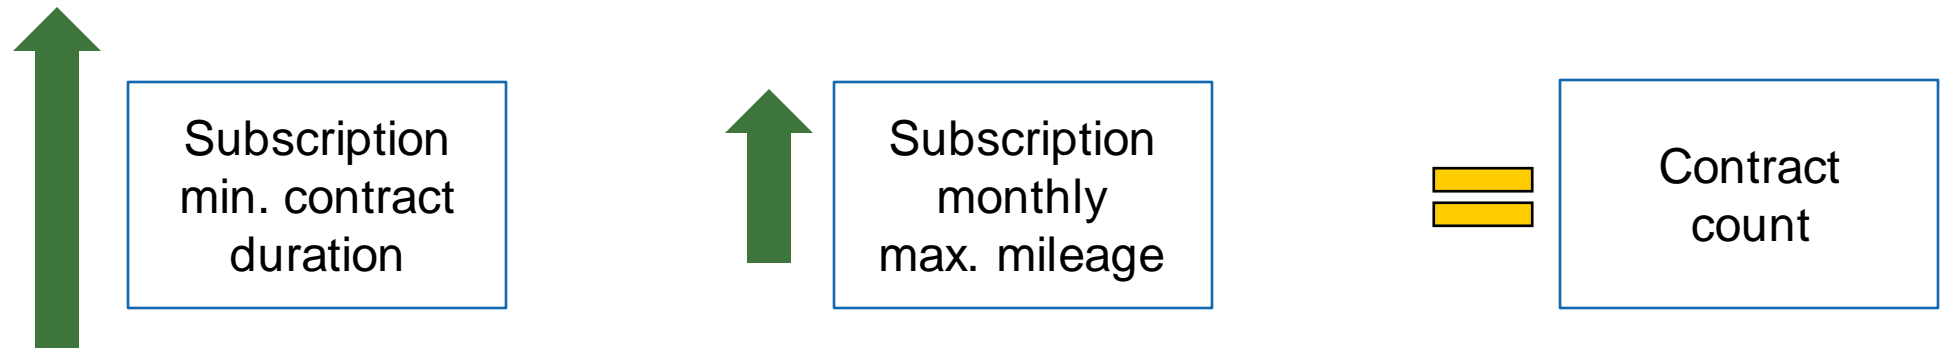 Subscription
min. contract
duration
Subscription
monthly
max. mileage
Contract
count